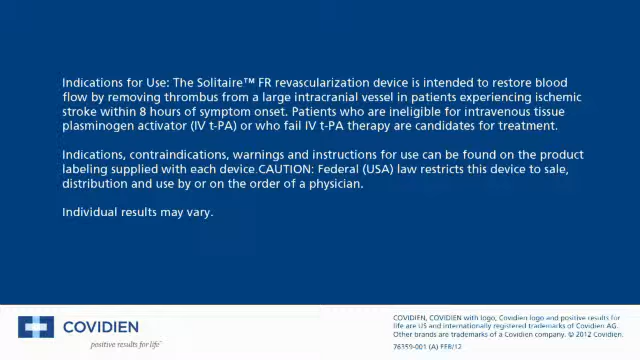 Indications for Use: The Solitaire™ FR revascularization device is intended to restore blood
flow by removing thrombus from a large intracranial vessel in patients experiencing ischemic
stroke within 8 hours of symptom onset. Patients who are ineligible for intravenous tissue
plasminogen activator (IV t-PA) or who fail IV t-PA therapy are candidates for treatment.
Indications, contraindications, warnings and instructions for use can be found on the product
labeling supplied with each device.CAUTION: Federal (USA) law restricts this device to sale,
distribution and use by or on the order of a physician.
Individual results may vary.
COVIDIEN
positive results for life™
COVIDIEN, COVIDIEN with logo, Covidien logo and positive results for
life are US and internationally registered trademarks of Covidien AG.
Other brands are trademarks of a Covidien company. © 2012 Covidien.
76359-001 (A) FEB/12